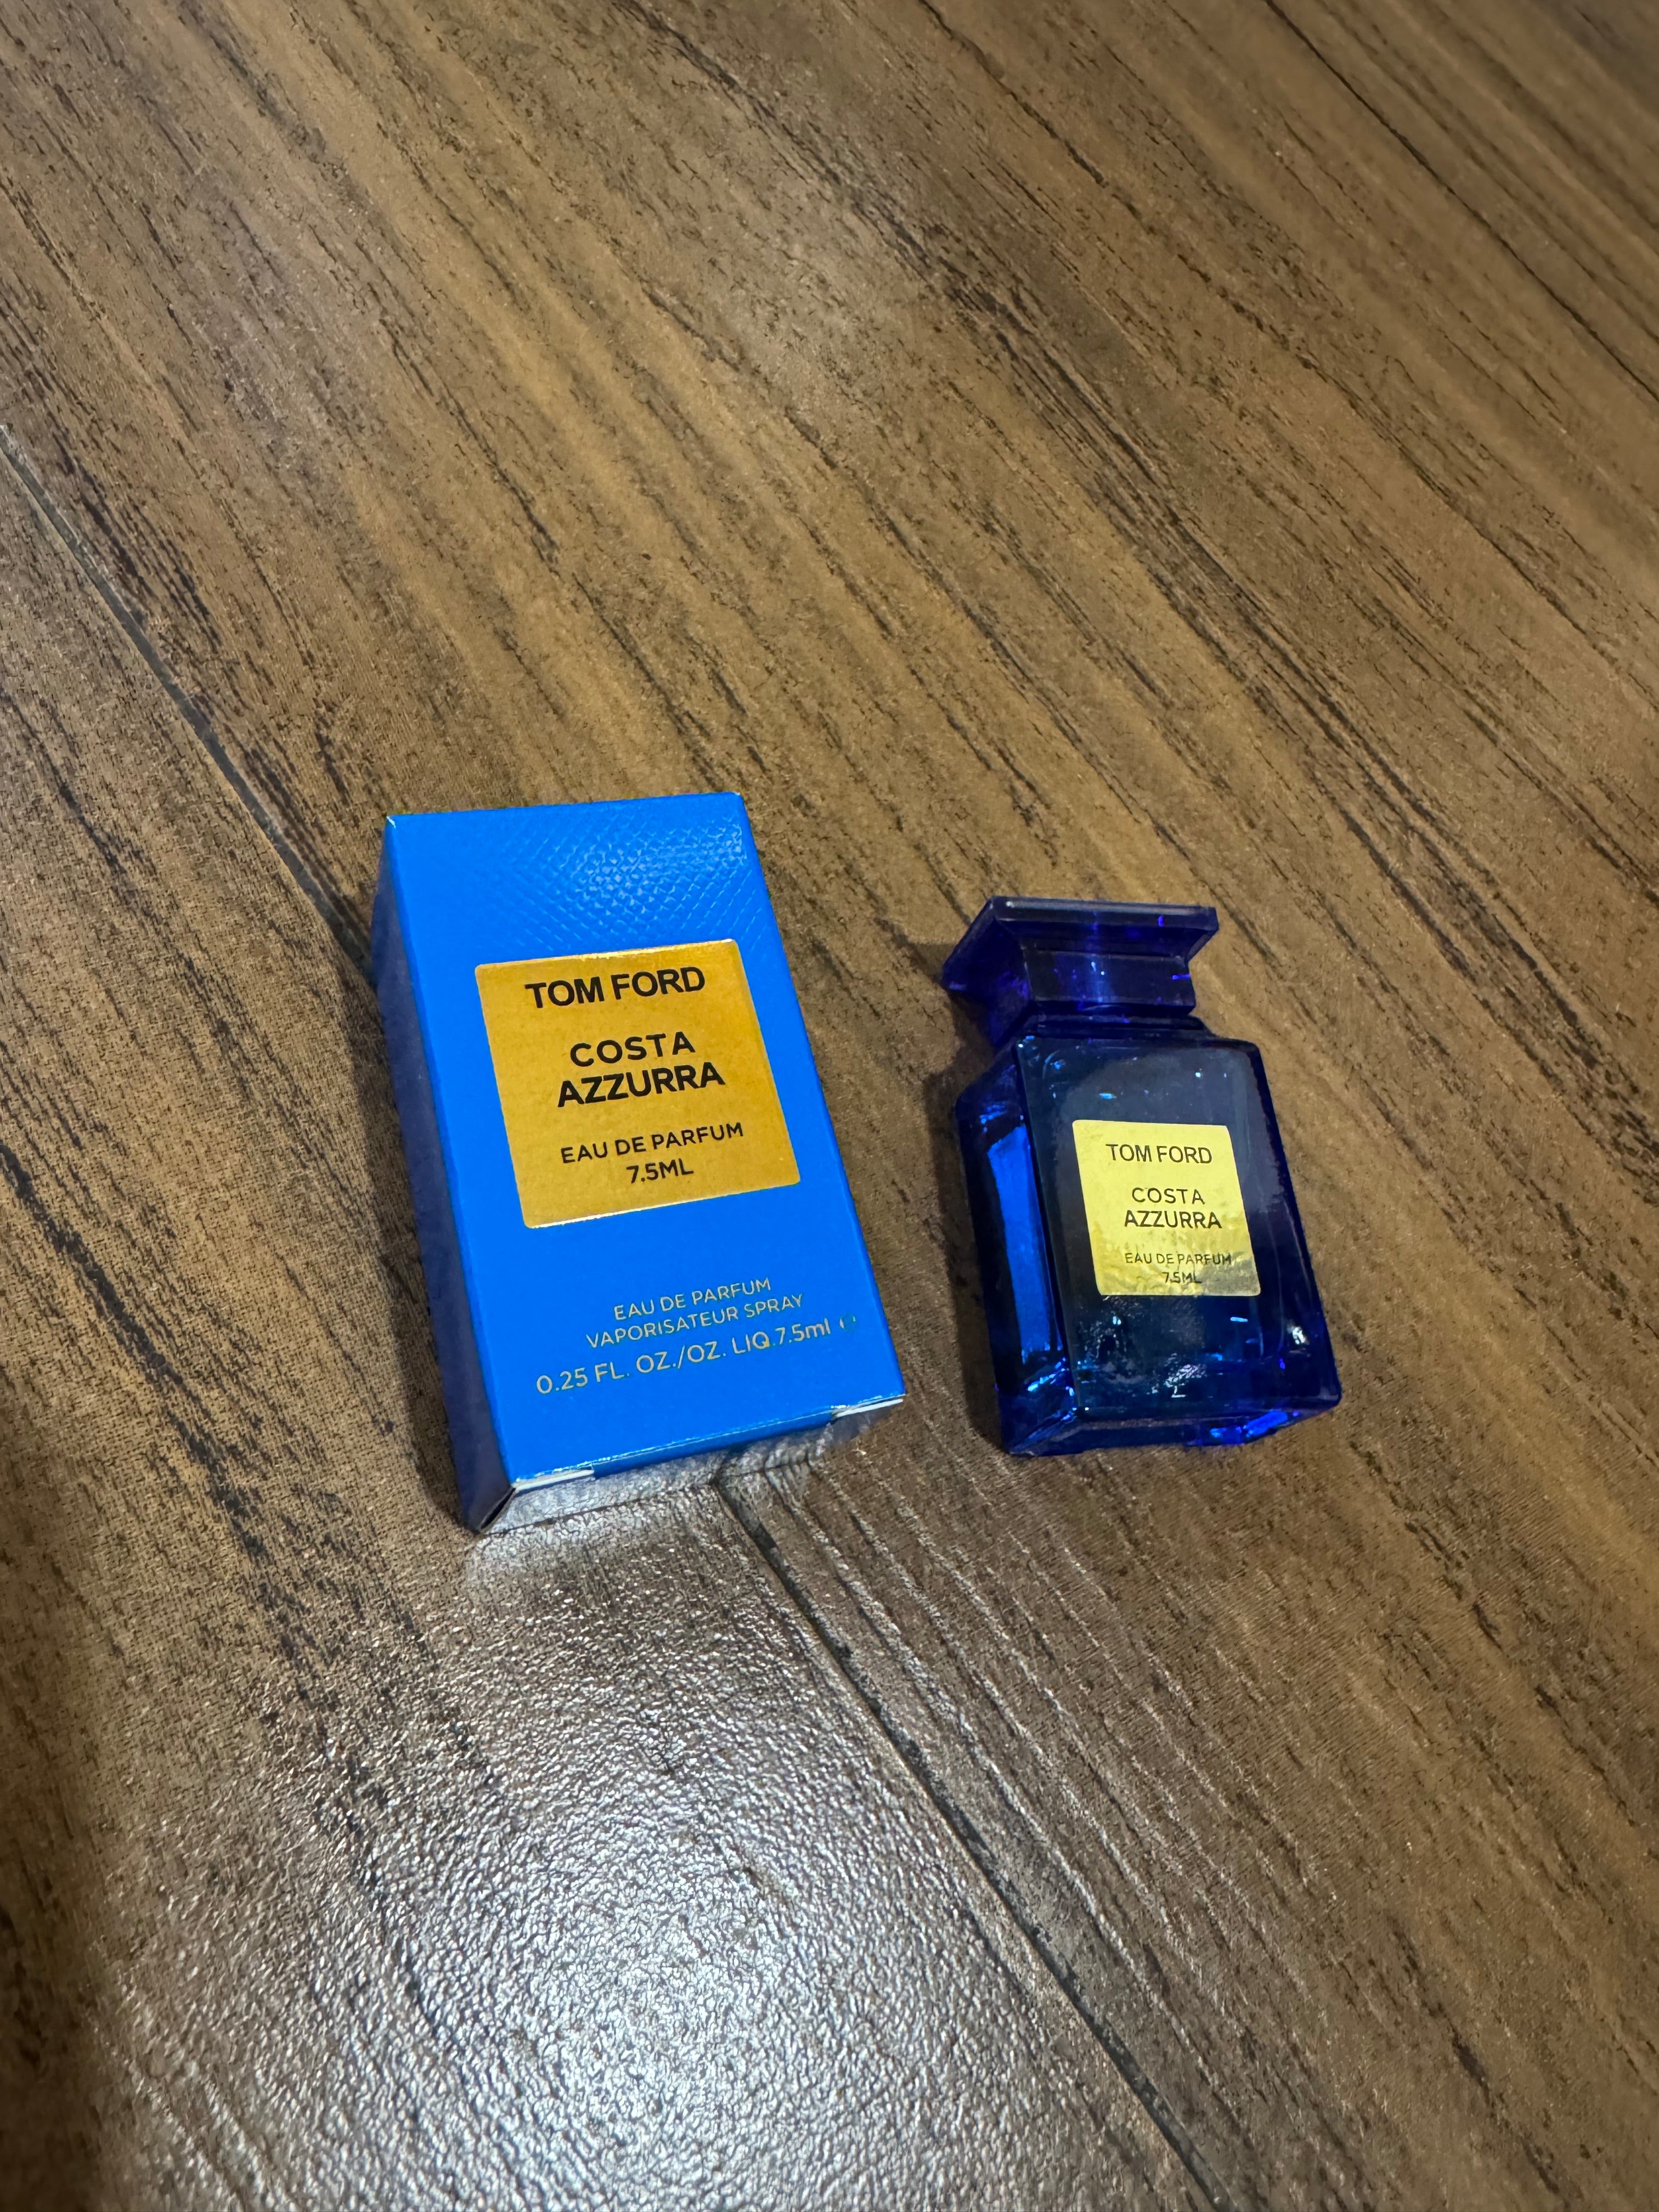 TOM FORD
COSTA
AZZURRA
EAU DE PARFUM
7.5ML
EAU DE PARFUM
VAPORISATEUR SPRAY
0.25 FL. OZ./OZ. LIQ.7.5ml ℮
TOM FORD
COSTA
AZZURRA
EAU DE PARFUM
7.5ML